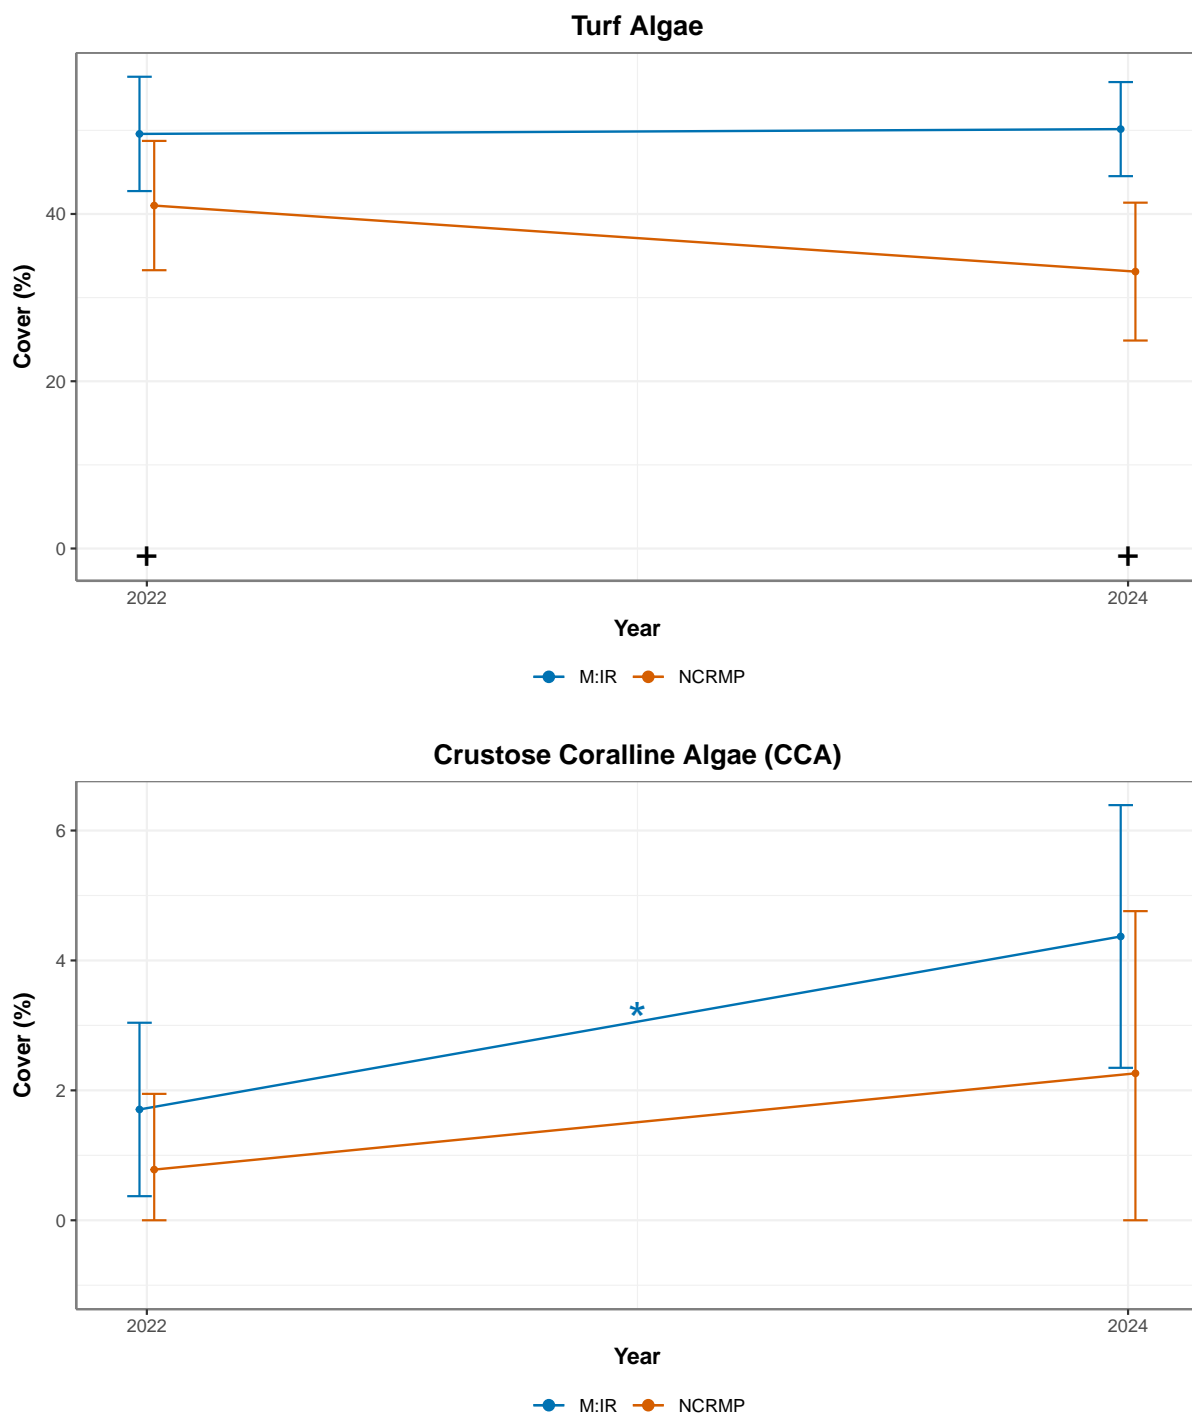 Turf Algae
Cover (%)
40
20
0
+ +
2022 2024
Year
M:IR NCRMP
Crustose Coralline Algae (CCA)
Cover (%)
6
4
*
2
0
2022 2024
Year
M:IR NCRMP